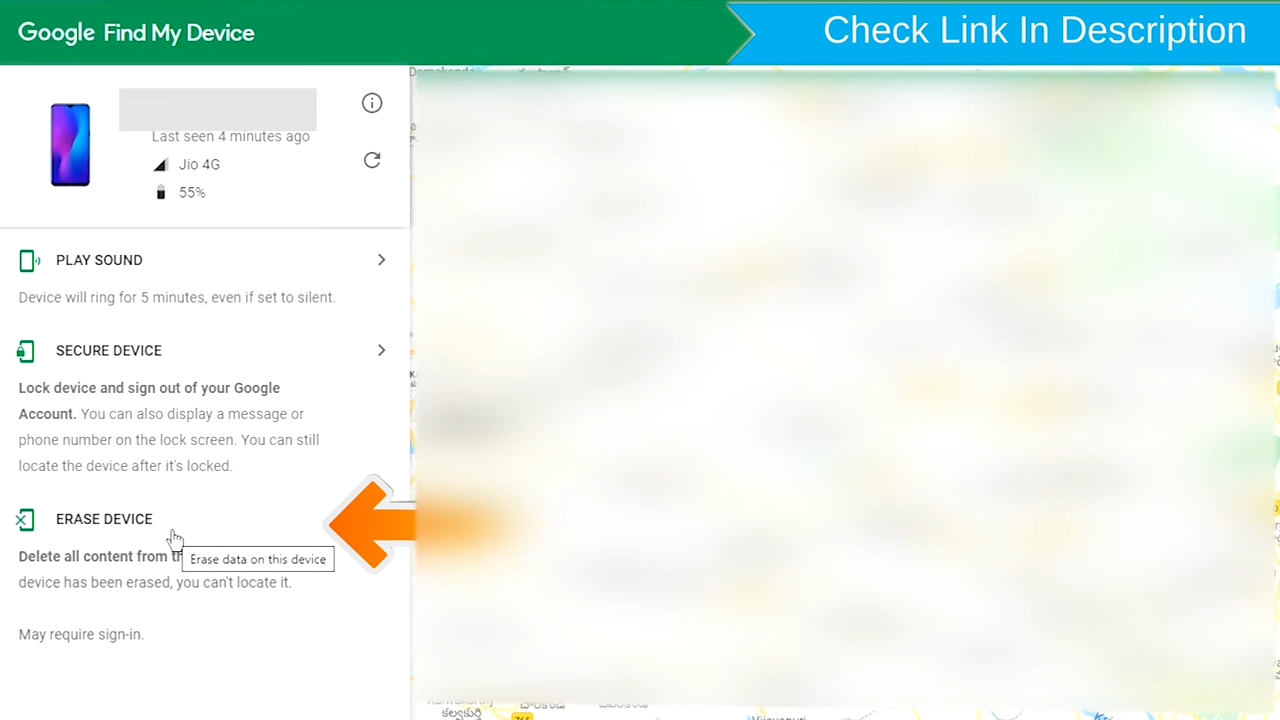 Google Find My Device
Check Link In Description
Last seen 4 minutes ago
Jio 4G
55%
PLAY SOUND
Device will ring for 5 minutes, even if set to silent.
SECURE DEVICE
Lock device and sign out of your Google
Account. You can also display a message or
phone number on the lock screen. You can still
locate the device after it's locked.
ERASE DEVICE
Delete all content from
Erase data on this device
device has been erased, you can't locate it.
May require sign-in.
కల్వకుర్తి
765